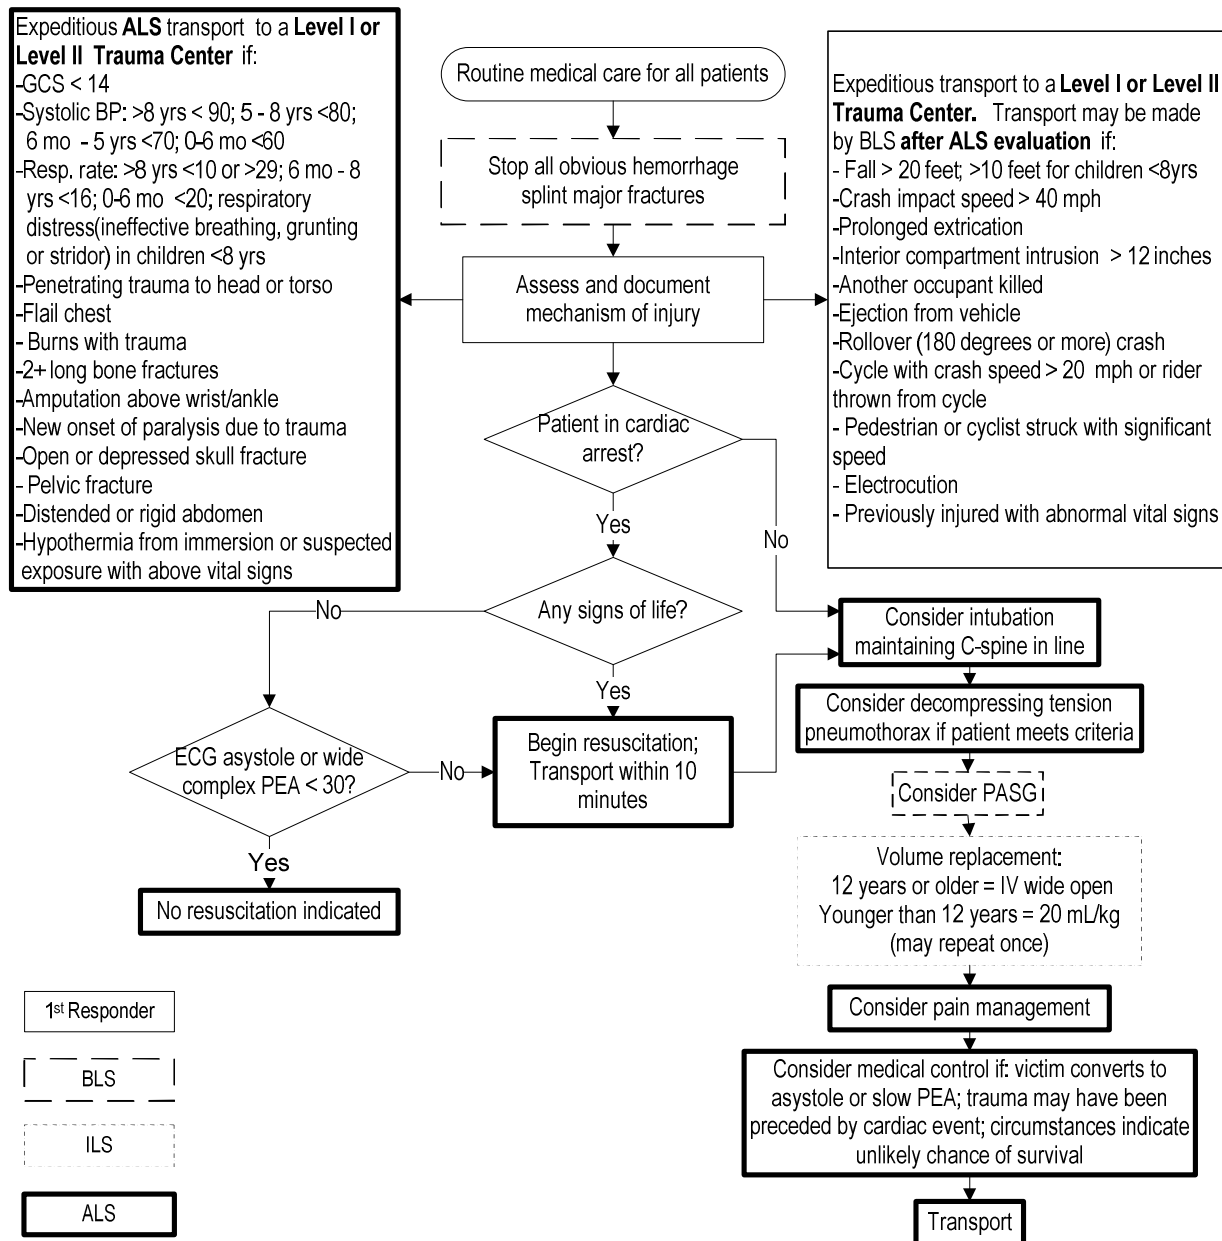 Expeditious ALS transport to a Level I or
Level II Trauma Center if:
-GCS < 14
-Systolic BP: >8 yrs < 90; 5 - 8 yrs <80;
6 mo - 5 yrs <70; 0-6 mo <60
-Resp. rate: >8 yrs <10 or >29; 6 mo - 8
yrs <16; 0-6 mo <20; respiratory
distress(ineffective breathing, grunting
or stridor) in children <8 yrs
-Penetrating trauma to head or torso
-Flail chest
- Burns with trauma
-2+ long bone fractures
-Amputation above wrist/ankle
-New onset of paralysis due to trauma
-Open or depressed skull fracture
- Pelvic fracture
-Distended or rigid abdomen
-Hypothermia from immersion or suspected
exposure with above vital signs
Routine medical care for all patients
Stop all obvious hemorrhage
splint major fractures
Assess and document
mechanism of injury
Expeditious transport to a Level I or Level II
Trauma Center. Transport may be made
by BLS after ALS evaluation if:
- Fall > 20 feet; >10 feet for children <8yrs
-Crash impact speed > 40 mph
-Prolonged extrication
-Interior compartment intrusion > 12 inches
-Another occupant killed
-Ejection from vehicle
-Rollover (180 degrees or more) crash
-Cycle with crash speed > 20 mph or rider
thrown from cycle
- Pedestrian or cyclist struck with significant
speed
- Electrocution
- Previously injured with abnormal vital signs
Patient in cardiac
arrest?
Yes
No
Any signs of life?
No
Yes
ECG asystole or wide
complex PEA < 30?
No
Yes
No resuscitation indicated
Begin resuscitation;
Transport within 10
minutes
Consider intubation
maintaining C-spine in line
Consider decompressing tension
pneumothorax if patient meets criteria
Consider PASG
Volume replacement:
12 years or older = IV wide open
Younger than 12 years = 20 mL/kg
(may repeat once)
Consider pain management
Consider medical control if: victim converts to
asystole or slow PEA; trauma may have been
preceded by cardiac event; circumstances indicate
unlikely chance of survival
Transport
1st Responder
BLS
ILS
ALS